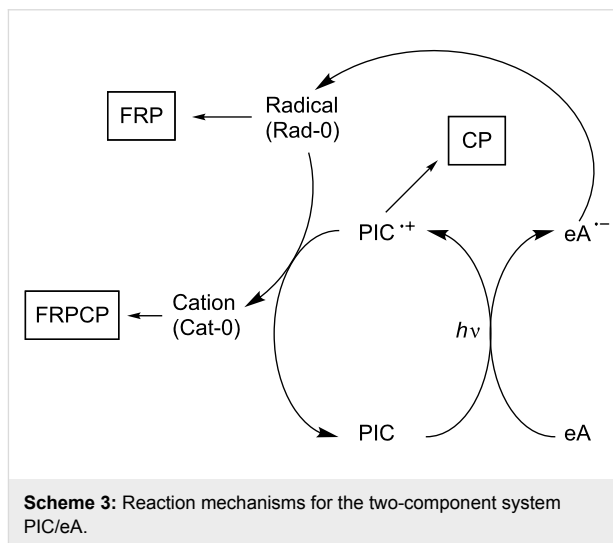 FRP
Radical
(Rad-0)
CP
PIC•+
eA•−
Cation
(Cat-0)
FRPCP
hν
PIC
eA
Scheme 3: Reaction mechanisms for the two-component system
PIC/eA.